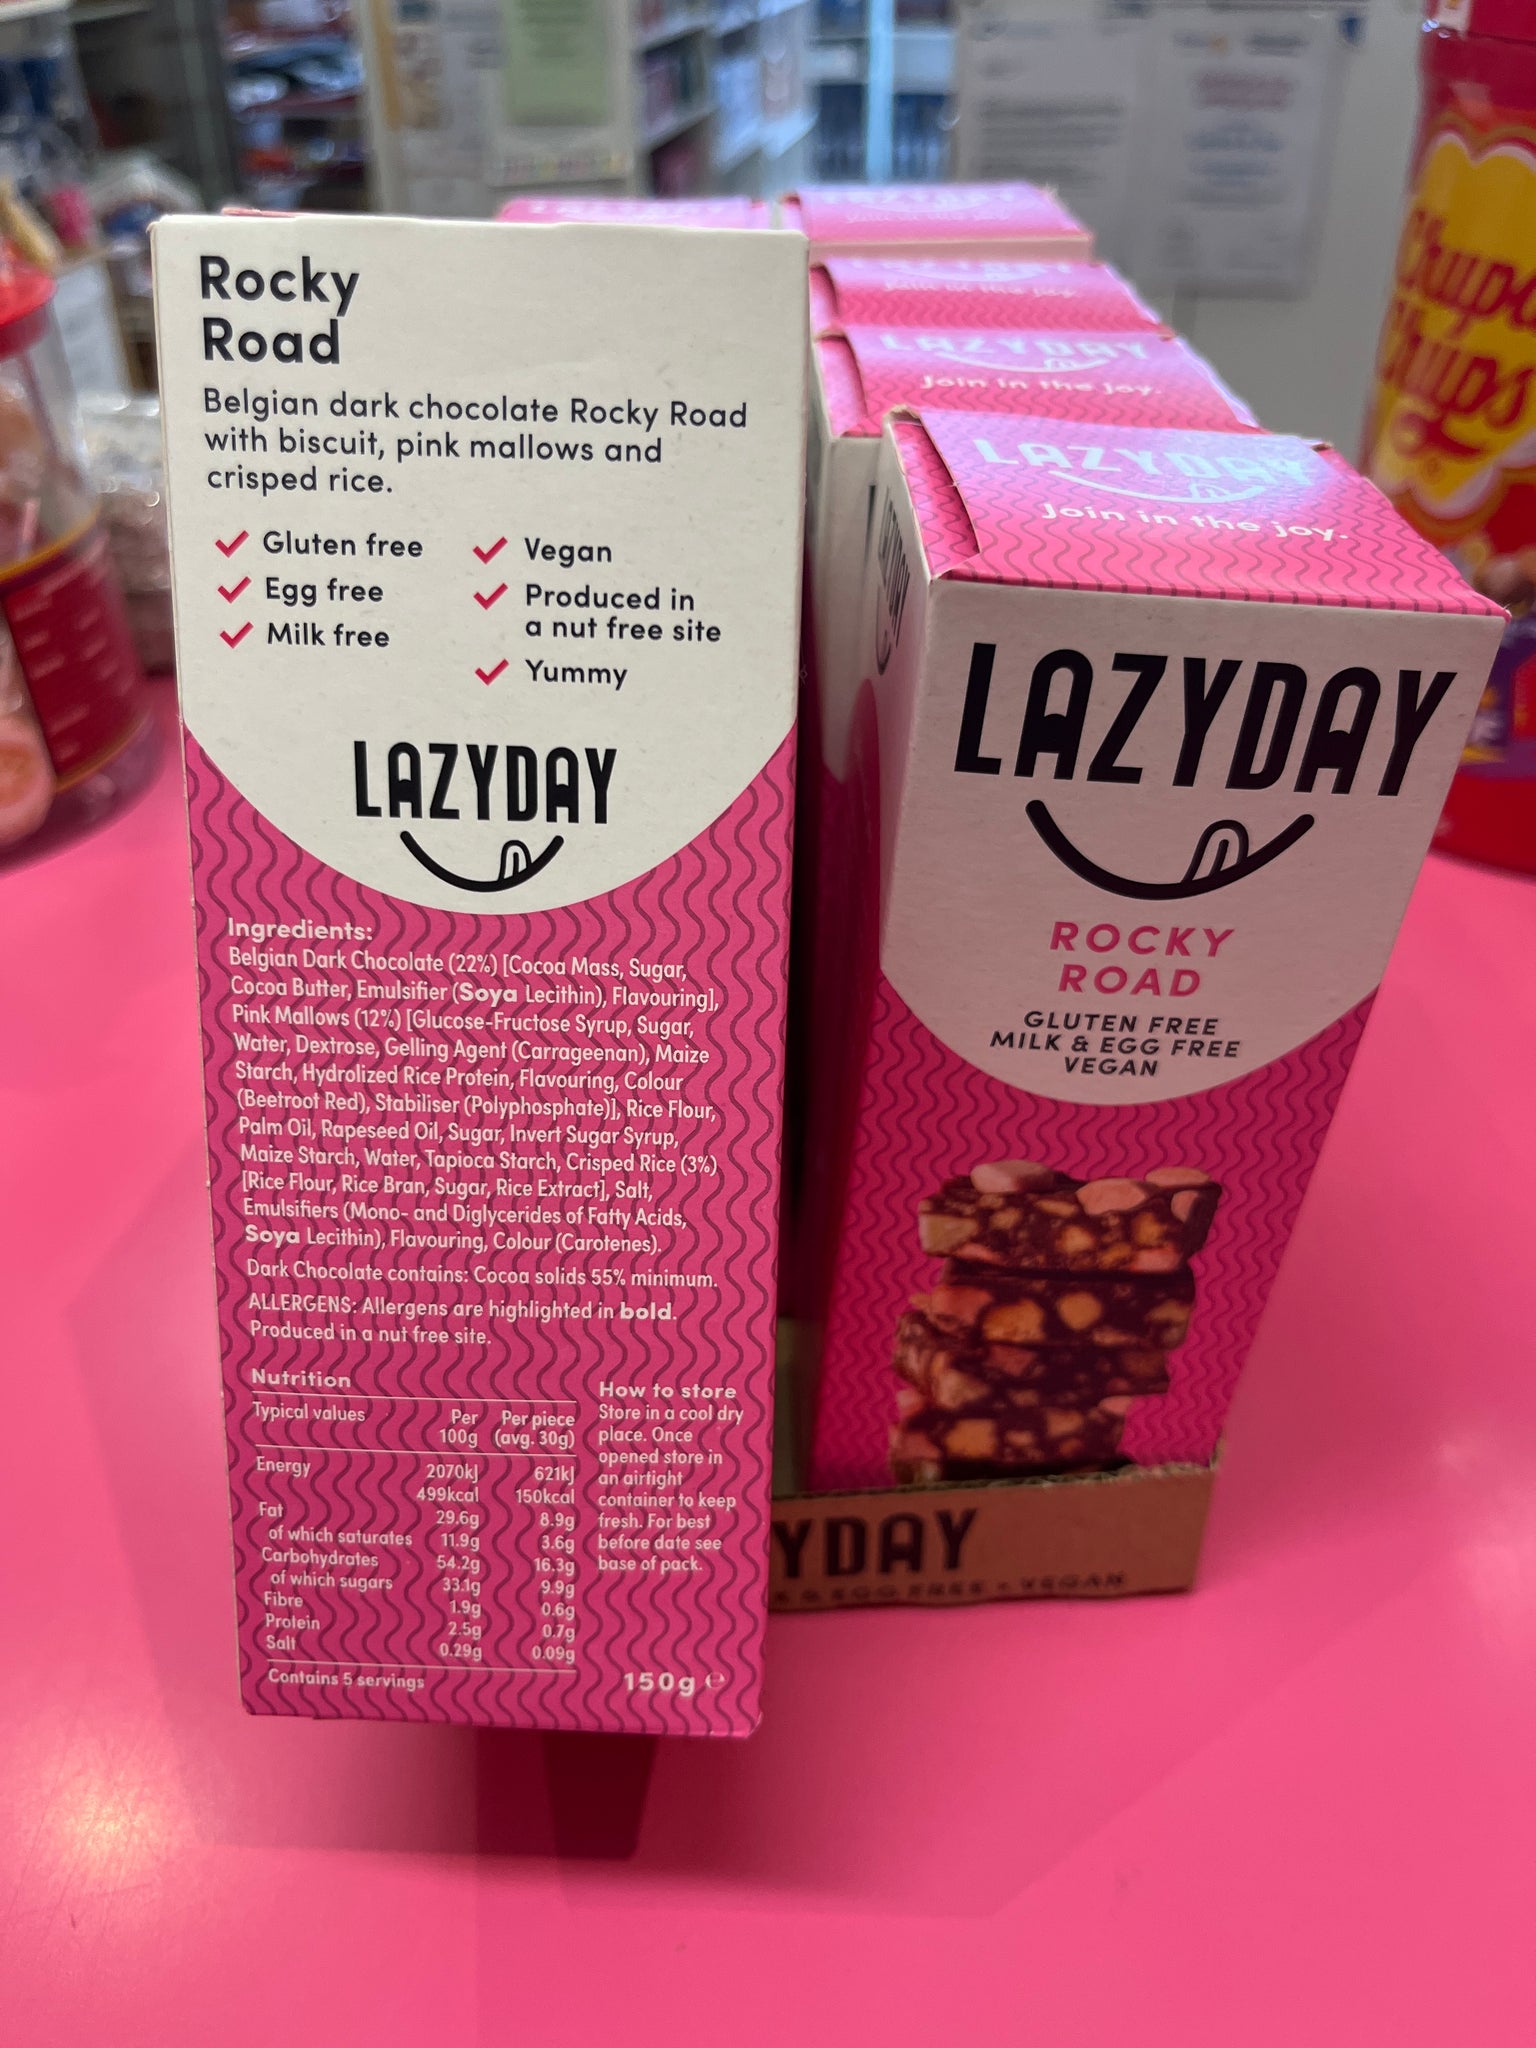 Rocky
Road
Belgian dark chocolate Rocky Road
with biscuit, pink mallows and
crisped rice.
Gluten free
Egg free
Milk free
Vegan
Produced in
a nut free site
Yummy
LAZYDAY
Ingredients:
Belgian Dark Chocolate (22%) [Cocoa Mass, Sugar,
Cocoa Butter, Emulsifier (Soya Lecithin), Flavouring],
Pink Mallows (12%) [Glucose-Fructose Syrup, Sugar,
Water, Dextrose, Gelling Agent (Carrageenan), Maize
Starch, Hydrolized Rice Protein, Flavouring, Colour
(Beetroot Red), Stabiliser (Polyphosphate)], Rice Flour,
Palm Oil, Rapeseed Oil, Sugar, Invert Sugar Syrup,
Maize Starch, Water, Tapioca Starch, Crisped Rice (3%)
[Rice Flour, Rice Bran, Sugar, Rice Extract], Salt,
Emulsifiers (Mono- and Diglycerides of Fatty Acids,
Soya Lecithin), Flavouring, Colour (Carotenes).
Dark Chocolate contains: Cocoa solids 55% minimum.
ALLERGENS: Allergens are highlighted in bold.
Produced in a nut free site.
Nutrition
Typical values Per 100g Per piece (avg. 30g)
Energy 2070kJ 621kJ
499kcal 150kcal
Fat 29.6g 8.9g
of which saturates 11.9g 3.6g
Carbohydrates 54.2g 16.3g
of which sugars 33.1g 9.9g
Fibre 1.9g 0.6g
Protein 2.5g 0.7g
Salt 0.29g 0.09g
Contains 5 servings
How to store
Store in a cool dry
place. Once
opened store in
an airtight
container to keep
fresh. For best
before date see
base of pack.
150g e
LAZYDAY
Join in the joy.
LAZYDAY
Join in the joy.
LAZYDAY
ROCKY
ROAD
GLUTEN FREE
MILK & EGG FREE
VEGAN
YDAY
& EGG FREE • VEGAN
Chupa
Chups